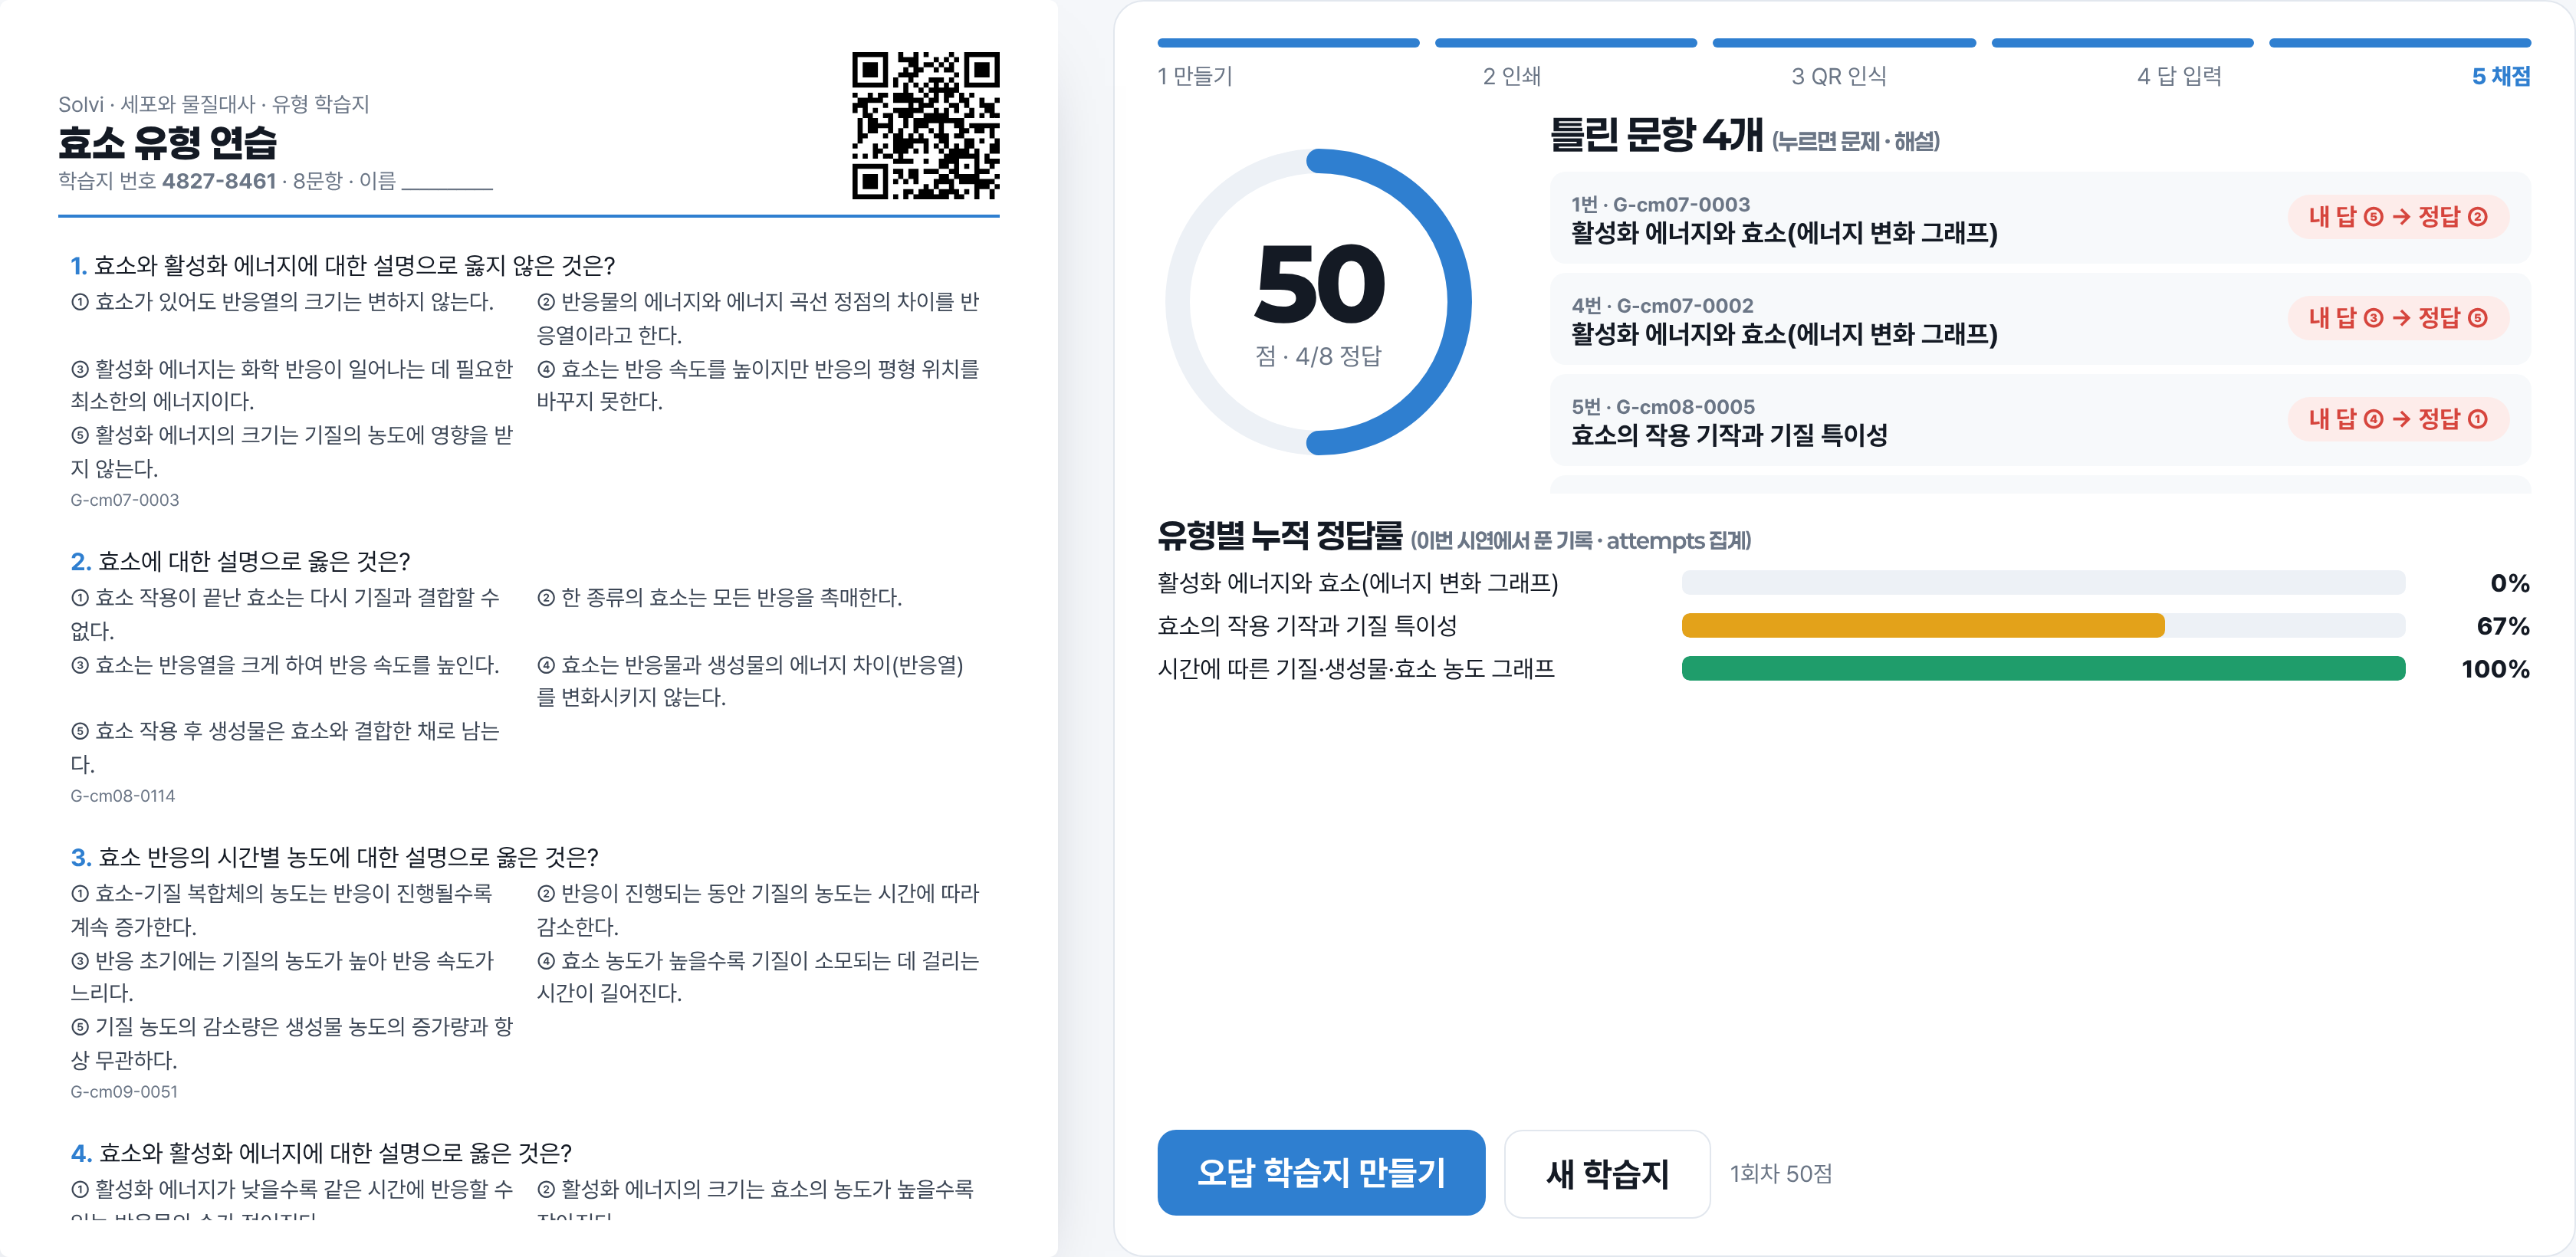 Solvi · 세포와 물질대사 · 유형 학습지
효소 유형 연습
학습지 번호 4827-8461 · 8문항 · 이름 ________
1. 효소와 활성화 에너지에 대한 설명으로 옳지 않은 것은?
① 효소가 있어도 반응열의 크기는 변하지 않는다.
② 반응물의 에너지와 에너지 곡선 정점의 차이를 반
응열이라고 한다.
③ 활성화 에너지는 화학 반응이 일어나는 데 필요한
최소한의 에너지이다.
④ 효소는 반응 속도를 높이지만 반응의 평형 위치를
바꾸지 못한다.
⑤ 활성화 에너지의 크기는 기질의 농도에 영향을 받
지 않는다.
G-cm07-0003
2. 효소에 대한 설명으로 옳은 것은?
① 효소 작용이 끝난 효소는 다시 기질과 결합할 수
없다.
② 한 종류의 효소는 모든 반응을 촉매한다.
③ 효소는 반응열을 크게 하여 반응 속도를 높인다.
④ 효소는 반응물과 생성물의 에너지 차이(반응열)
를 변화시키지 않는다.
⑤ 효소 작용 후 생성물은 효소와 결합한 채로 남는
다.
G-cm08-0114
3. 효소 반응의 시간별 농도에 대한 설명으로 옳은 것은?
① 효소-기질 복합체의 농도는 반응이 진행될수록
계속 증가한다.
② 반응이 진행되는 동안 기질의 농도는 시간에 따라
감소한다.
③ 반응 초기에는 기질의 농도가 높아 반응 속도가
느리다.
④ 효소 농도가 높을수록 기질이 소모되는 데 걸리는
시간이 길어진다.
⑤ 기질 농도의 감소량은 생성물 농도의 증가량과 항
상 무관하다.
G-cm09-0051
4. 효소와 활성화 에너지에 대한 설명으로 옳은 것은?
① 활성화 에너지가 낮을수록 같은 시간에 반응할 수
② 활성화 에너지의 크기는 효소의 농도가 높을수록
1 만들기
2 인쇄
3 QR 인식
4 답 입력
5 채점
50
점 · 4/8 정답
틀린 문항 4개 (누르면 문제 · 해설)
1번 · G-cm07-0003
활성화 에너지와 효소(에너지 변화 그래프)
내 답 ⑤ → 정답 ②
4번 · G-cm07-0002
활성화 에너지와 효소(에너지 변화 그래프)
내 답 ③ → 정답 ⑤
5번 · G-cm08-0005
효소의 작용 기작과 기질 특이성
내 답 ④ → 정답 ①
유형별 누적 정답률 (이번 시연에서 푼 기록 · attempts 집계)
활성화 에너지와 효소(에너지 변화 그래프) 0%
효소의 작용 기작과 기질 특이성 67%
시간에 따른 기질·생성물·효소 농도 그래프 100%
오답 학습지 만들기
새 학습지
1회차 50점